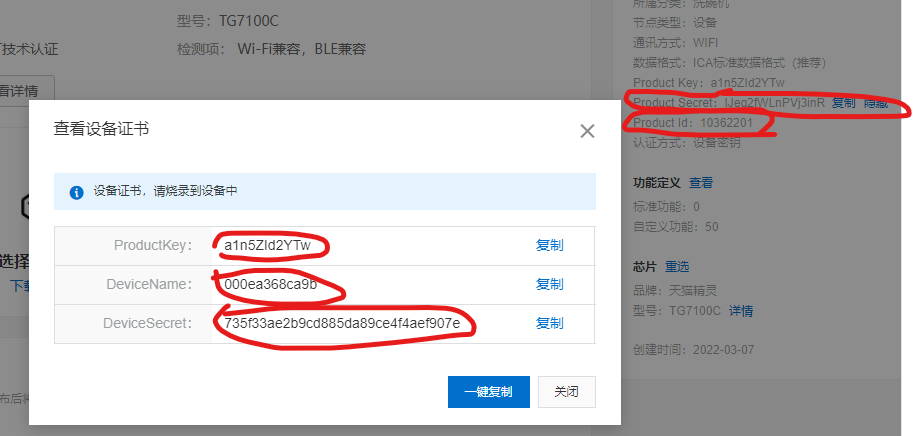 型号：TG7100C
技术认证
检测项： Wi-Fi兼容，BLE兼容
看详情
查看设备证书
设备证书，请烧录到设备中
ProductKey： a1n5ZId2YTw 复制
DeviceName： 000ea368ca9b 复制
DeviceSecret： 735f33ae2b9cd885da89ce4f4aef907e 复制
一键复制 关闭
选择
下载
布后将
所属分类：洗碗机
节点类型：设备
通讯方式：WIFI
数据格式：ICA标准数据格式（推荐）
Product Key：a1n5ZId2YTw
Product Secret：IJeg2fWLnPVj3inR 复制 隐藏
Product Id：10362201
认证方式：设备密钥
功能定义 查看
标准功能：0
自定义功能：50
芯片 重选
品牌：天猫精灵
型号：TG7100C 详情
创建时间：2022-03-07